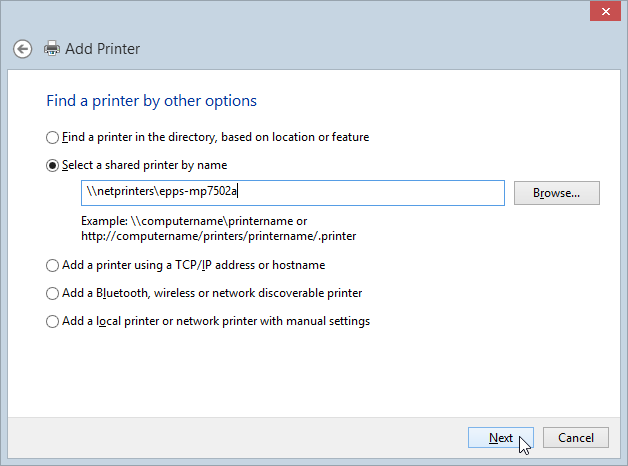 Add Printer
Find a printer by other options
Find a printer in the directory, based on location or feature
Select a shared printer by name
\\netprinters\epps-mp7502a
Browse...
Example: \\computername\printername or
http://computername/printers/printername/.printer
Add a printer using a TCP/IP address or hostname
Add a Bluetooth, wireless or network discoverable printer
Add a local printer or network printer with manual settings
Next
Cancel